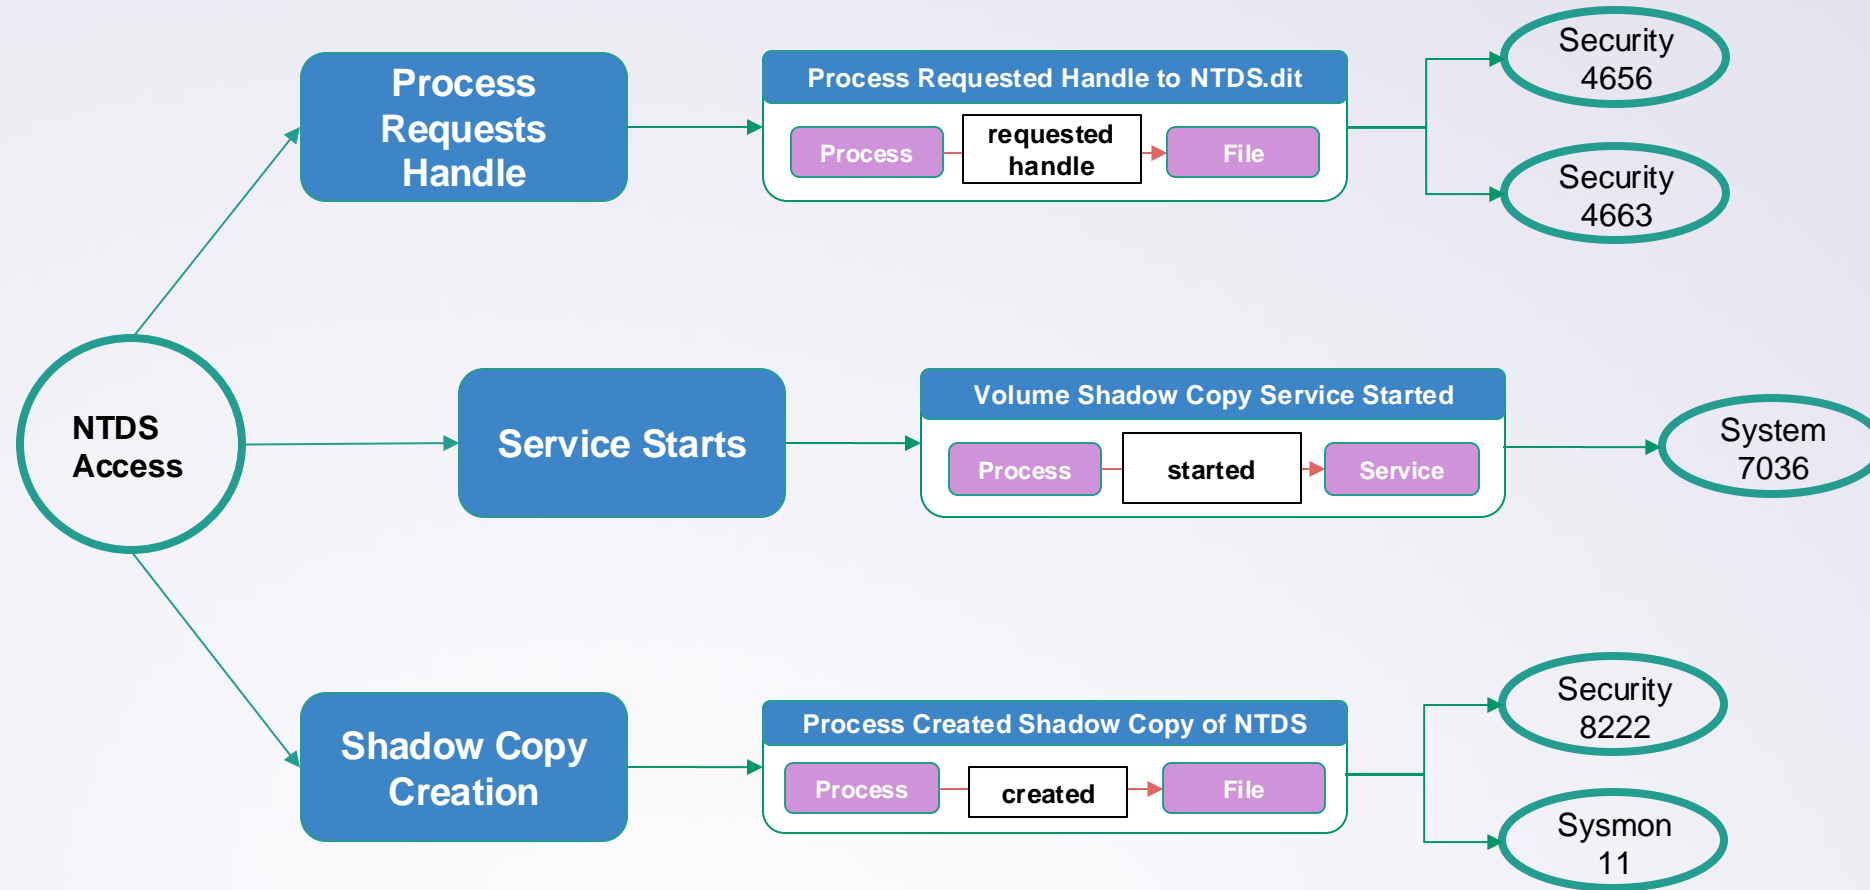 NTDS
Access
Process
Requests
Handle
Process Requested Handle to NTDS.dit
Process
requested
handle
File
Security
4656
Security
4663
Service Starts
Volume Shadow Copy Service Started
Process
started
Service
System
7036
Shadow Copy
Creation
Process Created Shadow Copy of NTDS
Process
created
File
Security
8222
Sysmon
11